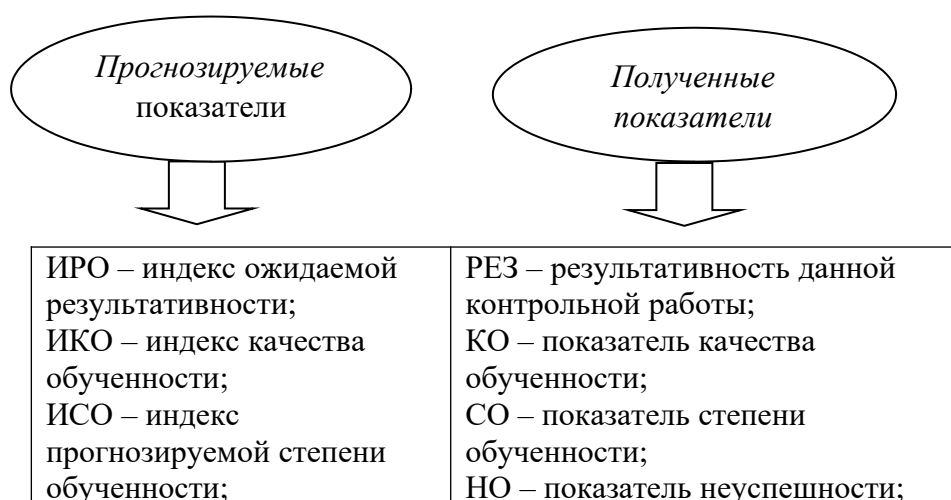 Прогнозируемые
показатели
Полученные
показатели
ИРО – индекс ожидаемой
результативности;
ИКО – индекс качества
обученности;
ИСО – индекс
прогнозируемой степени
обученности;
РЕЗ – результативность данной
контрольной работы;
КО – показатель качества
обученности;
СО – показатель степени
обученности;
НО – показатель неуспешности;